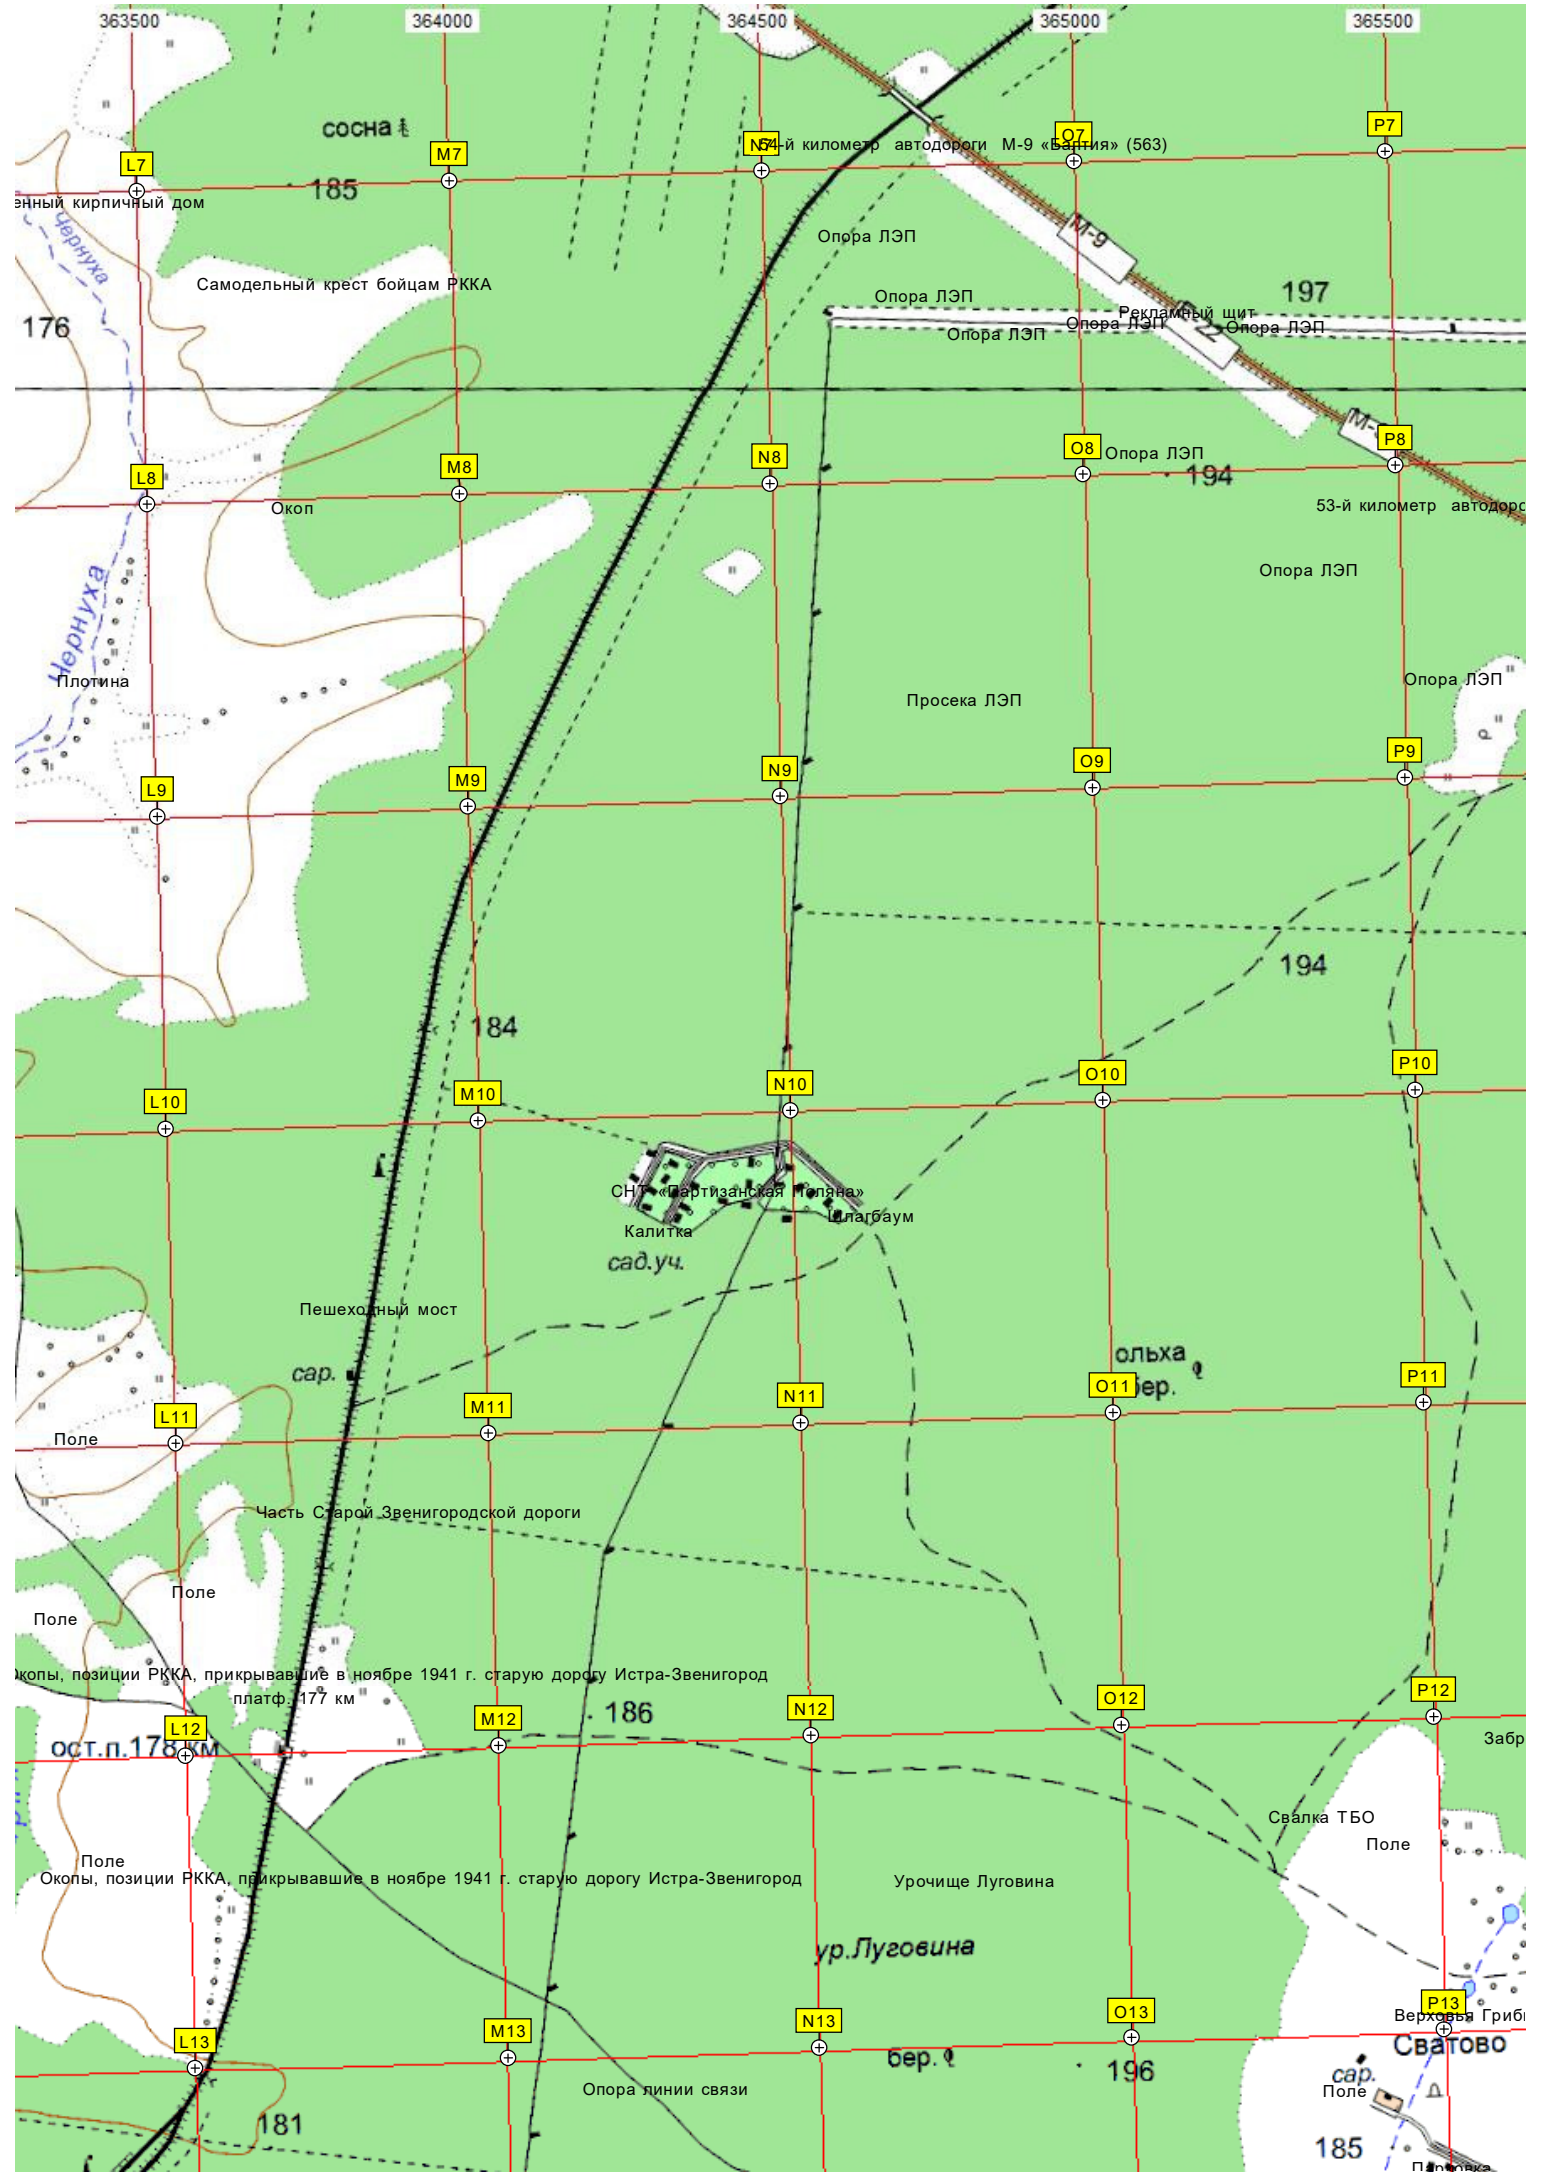 363500 364000 364500 365000 365500
сосна
L7 M7 O7 P7
54-й километр автодороги М-9 «Балтия» (563)
185
енный кирпичный дом
Чернуха
Опора ЛЭП
М-9
Самодельный крест бойцам РККА
Опора ЛЭП
197
Рекламный щит
176
Опора ЛЭП
Опора ЛЭП
Опора ЛЭП
L8 M8 N8 O8 P8
Опора ЛЭП
194
Окоп
53-й километр автодоро
Опора ЛЭП
Чернуха
Плотина
Опора ЛЭП
Просека ЛЭП
L9 M9 N9 O9 P9
194
184
L10 M10 N10 O10 P10
СНТ «Партизанская Поляна»
Шлагбаум
Калитка
сад.уч.
Пешеходный мост
сар.
ольха
бер.
L11 M11 N11 O11 P11
Поле
Часть Старой Звенигородской дороги
Поле
Поле
Окопы, позиции РККА, прикрывавшие в ноябре 1941 г. старую дорогу Истра-Звенигород
платф. 177 км
186
L12 M12 N12 O12 P12
ост.п.178 км
Забр
Свалка ТБО
Поле
Поле
Окопы, позиции РККА, прикрывавшие в ноябре 1941 г. старую дорогу Истра-Звенигород
Урочище Луговина
ур.Луговина
L13 M13 N13 O13 P13
Верховья Гриб
Сватово
бер.
196
сар.
Опора линии связи
Поле
181
185